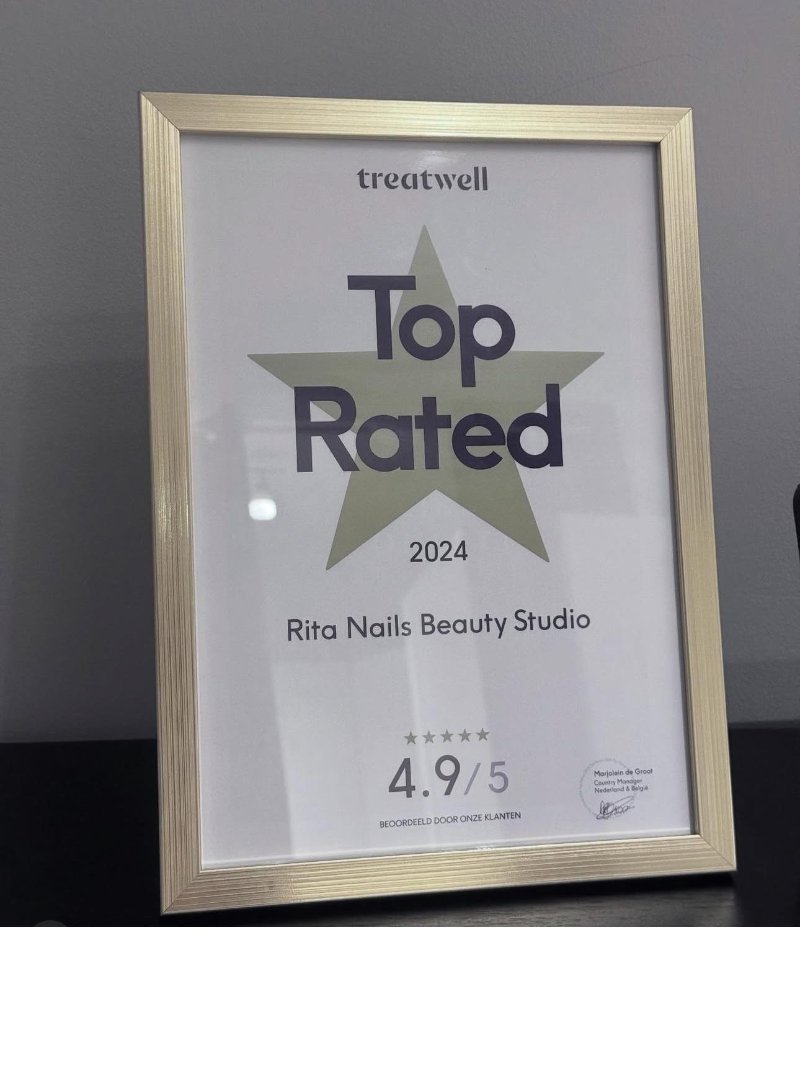 treatwell
Top
Rated
2024
Rita Nails Beauty Studio
4.9/5
BEOORDEELD DOOR ONZE KLANTEN
Marjolein de Groot
Country Manager
Nederland & België